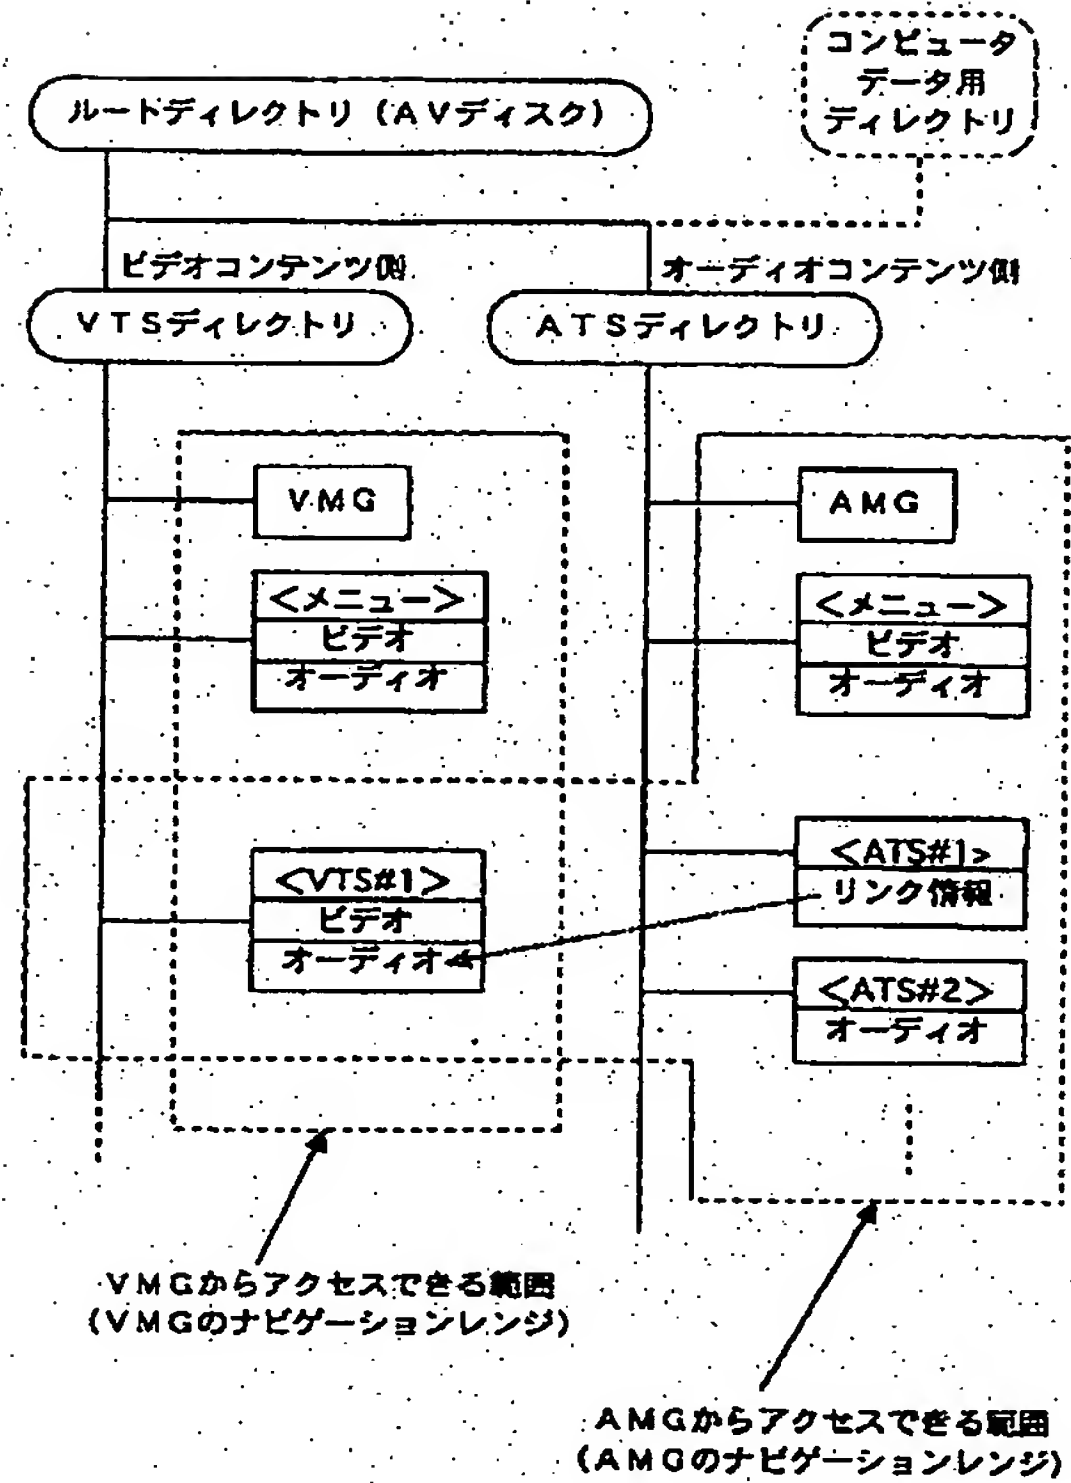 コンピュータ
データ用
ディレクトリ
ルートディレクトリ（ＡＶディスク）
ビデオコンテンツ側
オーディオコンテンツ側
ＶＴＳディレクトリ
ＡＴＳディレクトリ
ＶＭＧ
ＡＭＧ
＜メニュー＞
ビデオ
オーディオ
＜メニュー＞
ビデオ
オーディオ
＜VTS#1＞
ビデオ
オーディオ
＜ATS#1＞
リンク情報
＜ATS#2＞
オーディオ
ＶＭＧからアクセスできる範囲
（ＶＭＧのナビゲーションレンジ）
ＡＭＧからアクセスできる範囲
（ＡＭＧのナビゲーションレンジ）